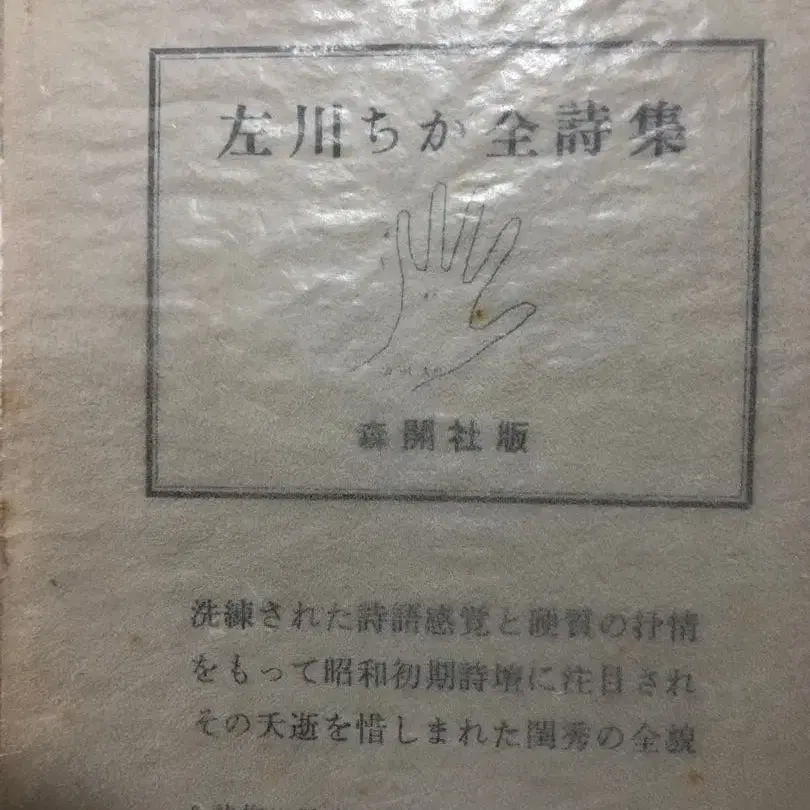 左川ちか全詩集
森開社版
洗練された詩語感覚と硬質の抒情
をもって昭和初期詩壇に注目され
その夭逝を惜しまれた閨秀の全貌